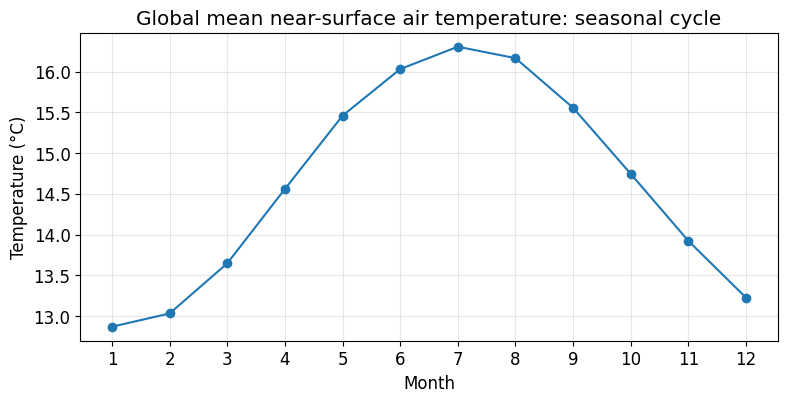 Global mean near-surface air temperature: seasonal cycle
Temperature (°C)
16.0
15.5
15.0
14.5
14.0
13.5
13.0
1 2 3 4 5 6 7 8 9 10 11 12
Month